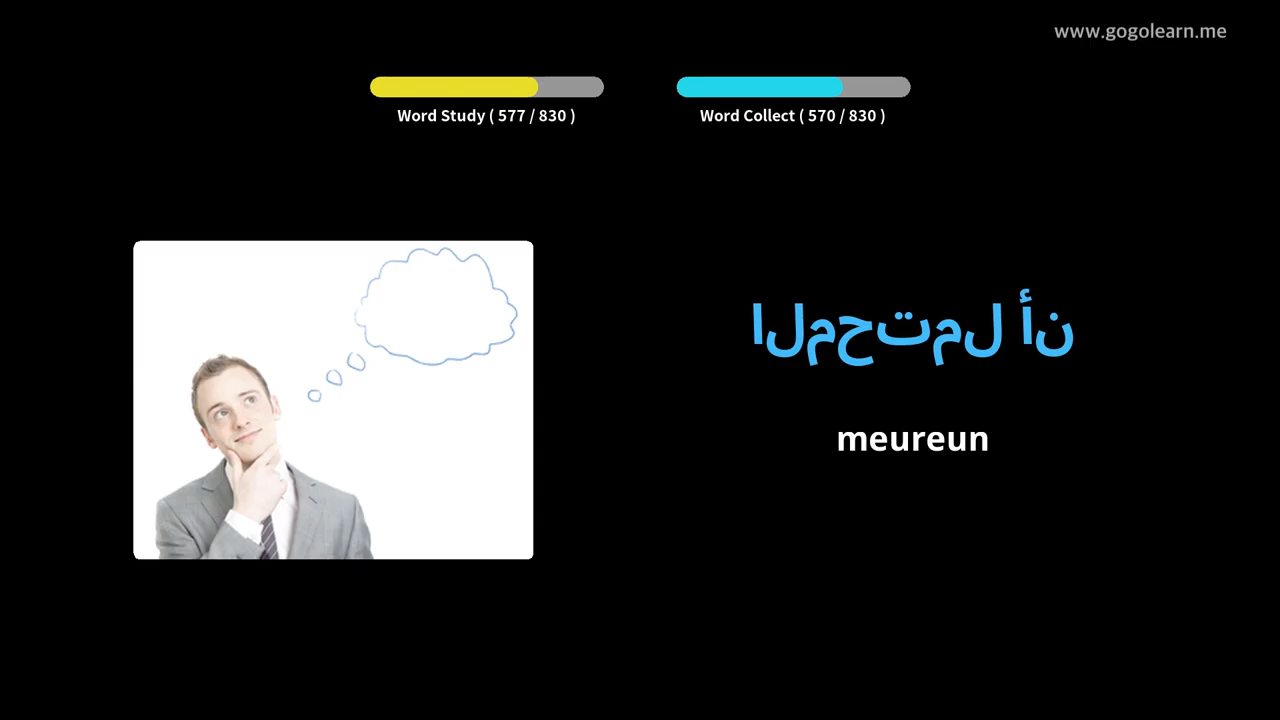 www.gogolearn.me
Word Study ( 577 / 830 )
Word Collect ( 570 / 830 )
المحتمل أن
meureun